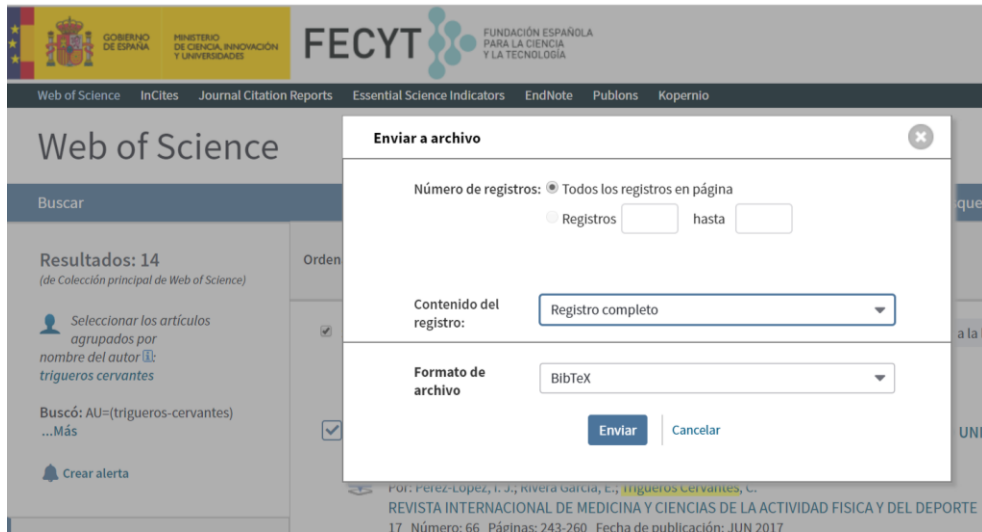 GOBIERNO
DE ESPAÑA
MINISTERIO
DE CIENCIA, INNOVACIÓN
Y UNIVERSIDADES
FECYT
FUNDACIÓN ESPAÑOLA
PARA LA CIENCIA
Y LA TECNOLOGÍA
Web of Science InCites Journal Citation Reports Essential Science Indicators EndNote Publons Kopernio
Web of Science
Buscar
Resultados: 14
(de Colección principal de Web of Science)
Seleccionar los artículos
agrupados por
nombre del autor
trigueros cervantes
Buscó: AU=(trigueros-cervantes)
...Más
Crear alerta
Orden
Enviar a archivo
Número de registros: Todos los registros en página
Registros hasta
Contenido del
registro:
Registro completo
Formato de
archivo
BibTeX
Enviar Cancelar
a la
Por: Perez-Lopez, I. J.; Rivera Garcia, E.; Trigueros Cervantes, C.
REVISTA INTERNACIONAL DE MEDICINA Y CIENCIAS DE LA ACTIVIDAD FISICA Y DEL DEPORTE
17 Número: 66 Páginas: 243-260 Fecha de publicación: JUN 2017